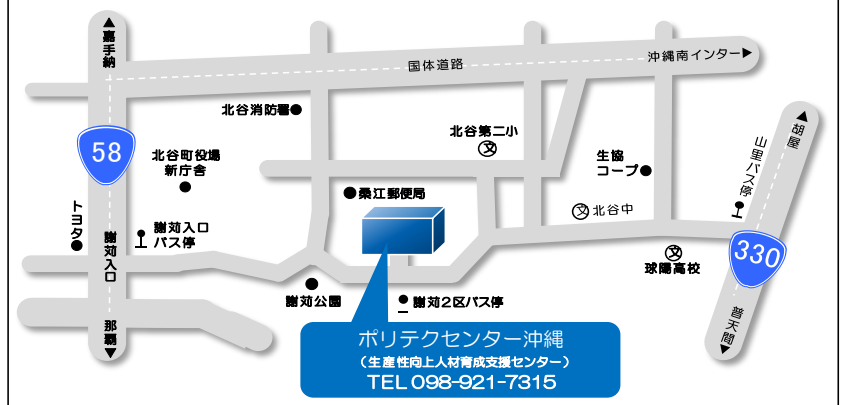 ▲嘉手納
国体道路
沖縄南インター▶
北谷消防署●
58
北谷第二小
文
北谷町役場
新庁舎
生協
コープ●
▲胡屋
山里バス停
●桑江郵便局
トヨタ●
謝苅入口
謝苅入口
バス停
文北谷中
330
文
球陽高校
謝苅公園
謝苅2区バス停
那覇▼
普天間▼
ポリテクセンター沖縄
（生産性向上人材育成支援センター）
TEL 098-921-7315